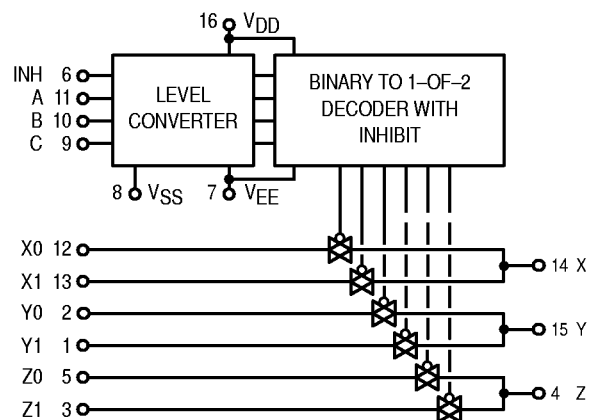 16 VDD
INH 6
A 11
B 10
C 9
LEVEL
CONVERTER
BINARY TO 1–OF–2
DECODER WITH
INHIBIT
8 VSS
7 VEE
X0 12
X1 13
14 X
Y0 2
Y1 1
15 Y
Z0 5
Z1 3
4 Z